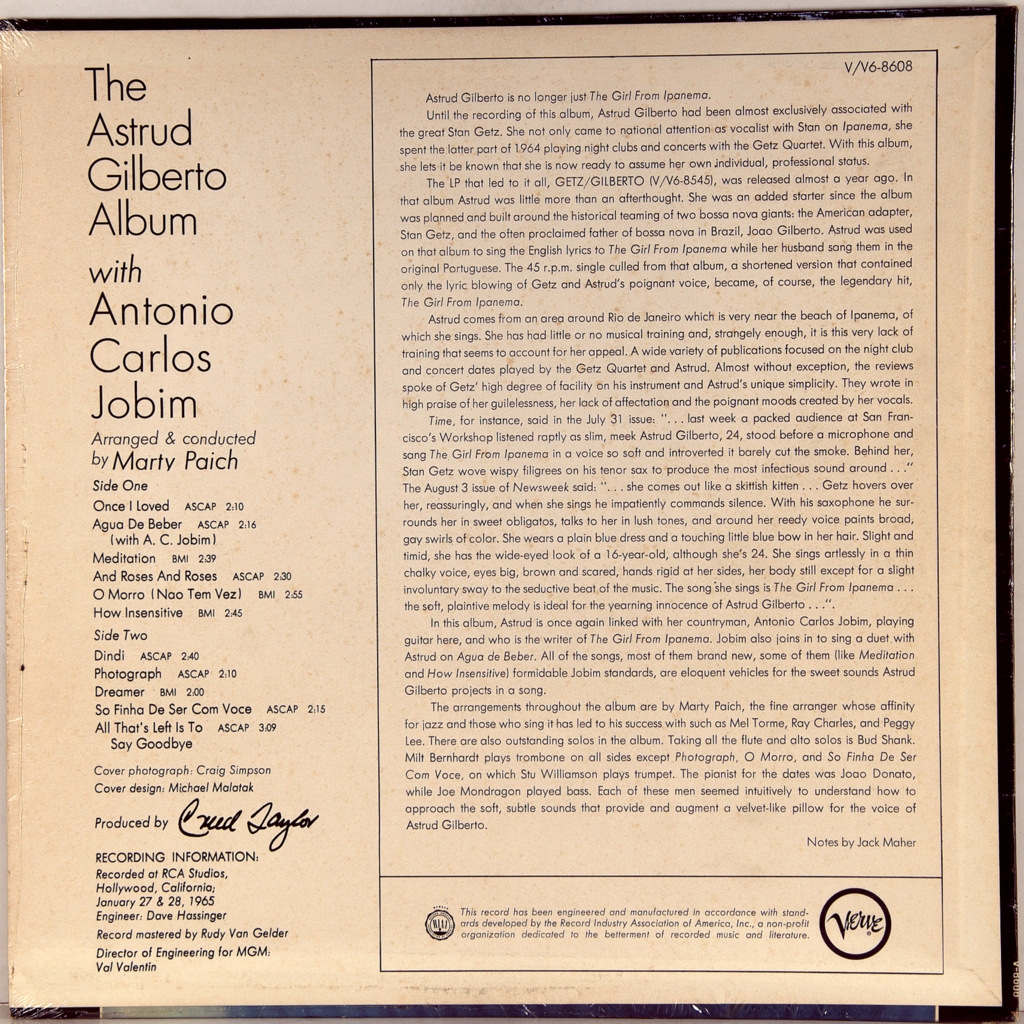 The
Astrud
Gilberto
Album
with
Antonio
Carlos
Jobim
Arranged & conducted
by Marty Paich
Side One
Once I Loved ASCAP 2:10
Agua De Beber ASCAP 2:16
(with A. C. Jobim)
Meditation BMI 2:39
And Roses And Roses ASCAP 2:30
O Morro (Nao Tem Vez) BMI 2:55
How Insensitive BMI 2:45
Side Two
Dindi ASCAP 2:40
Photograph ASCAP 2:10
Dreamer BMI 2:00
So Finha De Ser Com Voce ASCAP 2:15
All That's Left Is To ASCAP 3:09
Say Goodbye
Cover photograph: Craig Simpson
Cover design: Michael Malatak
Produced by Creed Taylor
RECORDING INFORMATION:
Recorded at RCA Studios,
Hollywood, California;
January 27 & 28, 1965
Engineer: Dave Hassinger
Record mastered by Rudy Van Gelder
Director of Engineering for MGM:
Val Valentin
V/V6-8608
Astrud Gilberto is no longer just The Girl From Ipanema.
Until the recording of this album, Astrud Gilberto had been almost exclusively associated with
the great Stan Getz. She not only came to national attention as vocalist with Stan on Ipanema, she
spent the latter part of 1964 playing night clubs and concerts with the Getz Quartet. With this album,
she lets it be known that she is now ready to assume her own individual, professional status.
The LP that led to it all, GETZ/GILBERTO (V/V6-8545), was released almost a year ago. In
that album Astrud was little more than an afterthought. She was an added starter since the album
was planned and built around the historical teaming of two bossa nova giants: the American adapter,
Stan Getz, and the often proclaimed father of bossa nova in Brazil, Joao Gilberto. Astrud was used
on that album to sing the English lyrics to The Girl From Ipanema while her husband sang them in the
original Portuguese. The 45 r.p.m. single culled from that album, a shortened version that contained
only the lyric blowing of Getz and Astrud's poignant voice, became, of course, the legendary hit,
The Girl From Ipanema.
Astrud comes from an area around Rio de Janeiro which is very near the beach of Ipanema, of
which she sings. She has had little or no musical training and, strangely enough, it is this very lack of
training that seems to account for her appeal. A wide variety of publications focused on the night club
and concert dates played by the Getz Quartet and Astrud. Almost without exception, the reviews
spoke of Getz' high degree of facility on his instrument and Astrud's unique simplicity. They wrote in
high praise of her guilelessness, her lack of affectation and the poignant moods created by her vocals.
Time, for instance, said in the July 31 issue: "...last week a packed audience at San Fran-
cisco's Workshop listened raptly as slim, meek Astrud Gilberto, 24, stood before a microphone and
sang The Girl From Ipanema in a voice so soft and introverted it barely cut the smoke. Behind her,
Stan Getz wove wispy filigrees on his tenor sax to produce the most infectious sound around ..."
The August 3 issue of Newsweek said: "...she comes out like a skittish kitten ... Getz hovers over
her, reassuringly, and when she sings he impatiently commands silence. With his saxophone he sur-
rounds her in sweet obligatos, talks to her in lush tones, and around her reedy voice paints broad,
gay swirls of color. She wears a plain blue dress and a touching little blue bow in her hair. Slight and
timid, she has the wide-eyed look of a 16-year-old, although she's 24. She sings artlessly in a thin
chalky voice, eyes big, brown and scared, hands rigid at her sides, her body still except for a slight
involuntary sway to the seductive beat of the music. The song she sings is The Girl From Ipanema ...
the soft, plaintive melody is ideal for the yearning innocence of Astrud Gilberto ...".
In this album, Astrud is once again linked with her countryman, Antonio Carlos Jobim, playing
guitar here, and who is the writer of The Girl From Ipanema. Jobim also joins in to sing a duet with
Astrud on Agua de Beber. All of the songs, most of them brand new, some of them (like Meditation
and How Insensitive) formidable Jobim standards, are eloquent vehicles for the sweet sounds Astrud
Gilberto projects in a song.
The arrangements throughout the album are by Marty Paich, the fine arranger whose affinity
for jazz and those who sing it has led to his success with such as Mel Torme, Ray Charles, and Peggy
Lee. There are also outstanding solos in the album. Taking all the flute and alto solos is Bud Shank.
Milt Bernhardt plays trombone on all sides except Photograph, O Morro, and So Finha De Ser
Com Voce, on which Stu Williamson plays trumpet. The pianist for the dates was Joao Donato,
while Joe Mondragon played bass. Each of these men seemed intuitively to understand how to
approach the soft, subtle sounds that provide and augment a velvet-like pillow for the voice of
Astrud Gilberto.
Notes by Jack Maher
RIAA
This record has been engineered and manufactured in accordance with stand-
ards developed by the Record Industry Association of America, Inc., a non-profit
organization dedicated to the betterment of recorded music and literature.
Verve
V-8608